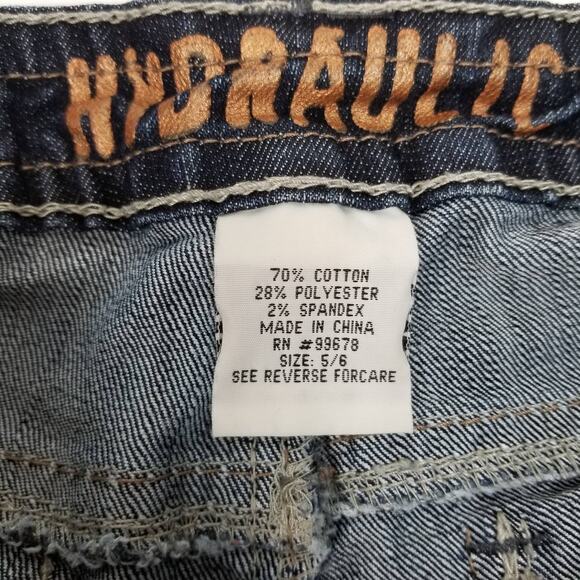 HYDRAULIC
70% COTTON
28% POLYESTER
2% SPANDEX
MADE IN CHINA
RN #99678
SIZE: 5/6
SEE REVERSE FORCARE